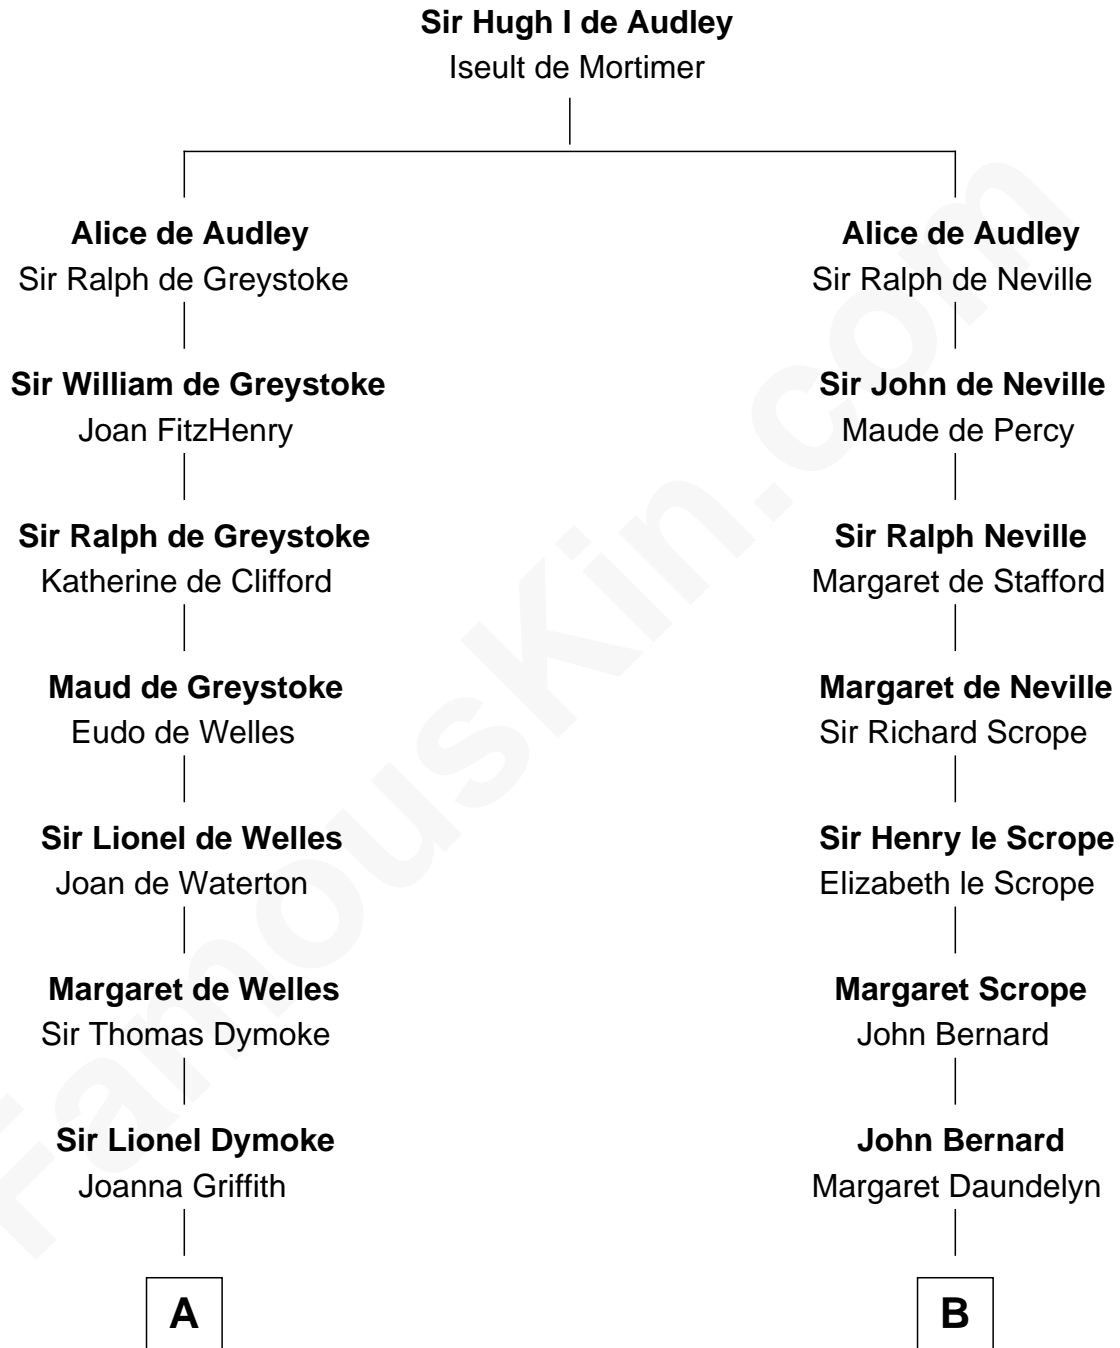 Sir Hugh I de Audley
Iseult de Mortimer
Alice de Audley
Sir Ralph de Greystoke
Sir William de Greystoke
Joan FitzHenry
Sir Ralph de Greystoke
Katherine de Clifford
Maud de Greystoke
Eudo de Welles
Sir Lionel de Welles
Joan de Waterton
Margaret de Welles
Sir Thomas Dymoke
Sir Lionel Dymoke
Joanna Griffith
A
Alice de Audley
Sir Ralph de Neville
Sir John de Neville
Maude de Percy
Sir Ralph Neville
Margaret de Stafford
Margaret de Neville
Sir Richard Scrope
Sir Henry le Scrope
Elizabeth le Scrope
Margaret Scrope
John Bernard
John Bernard
Margaret Daundelyn
B
FamousKin.com